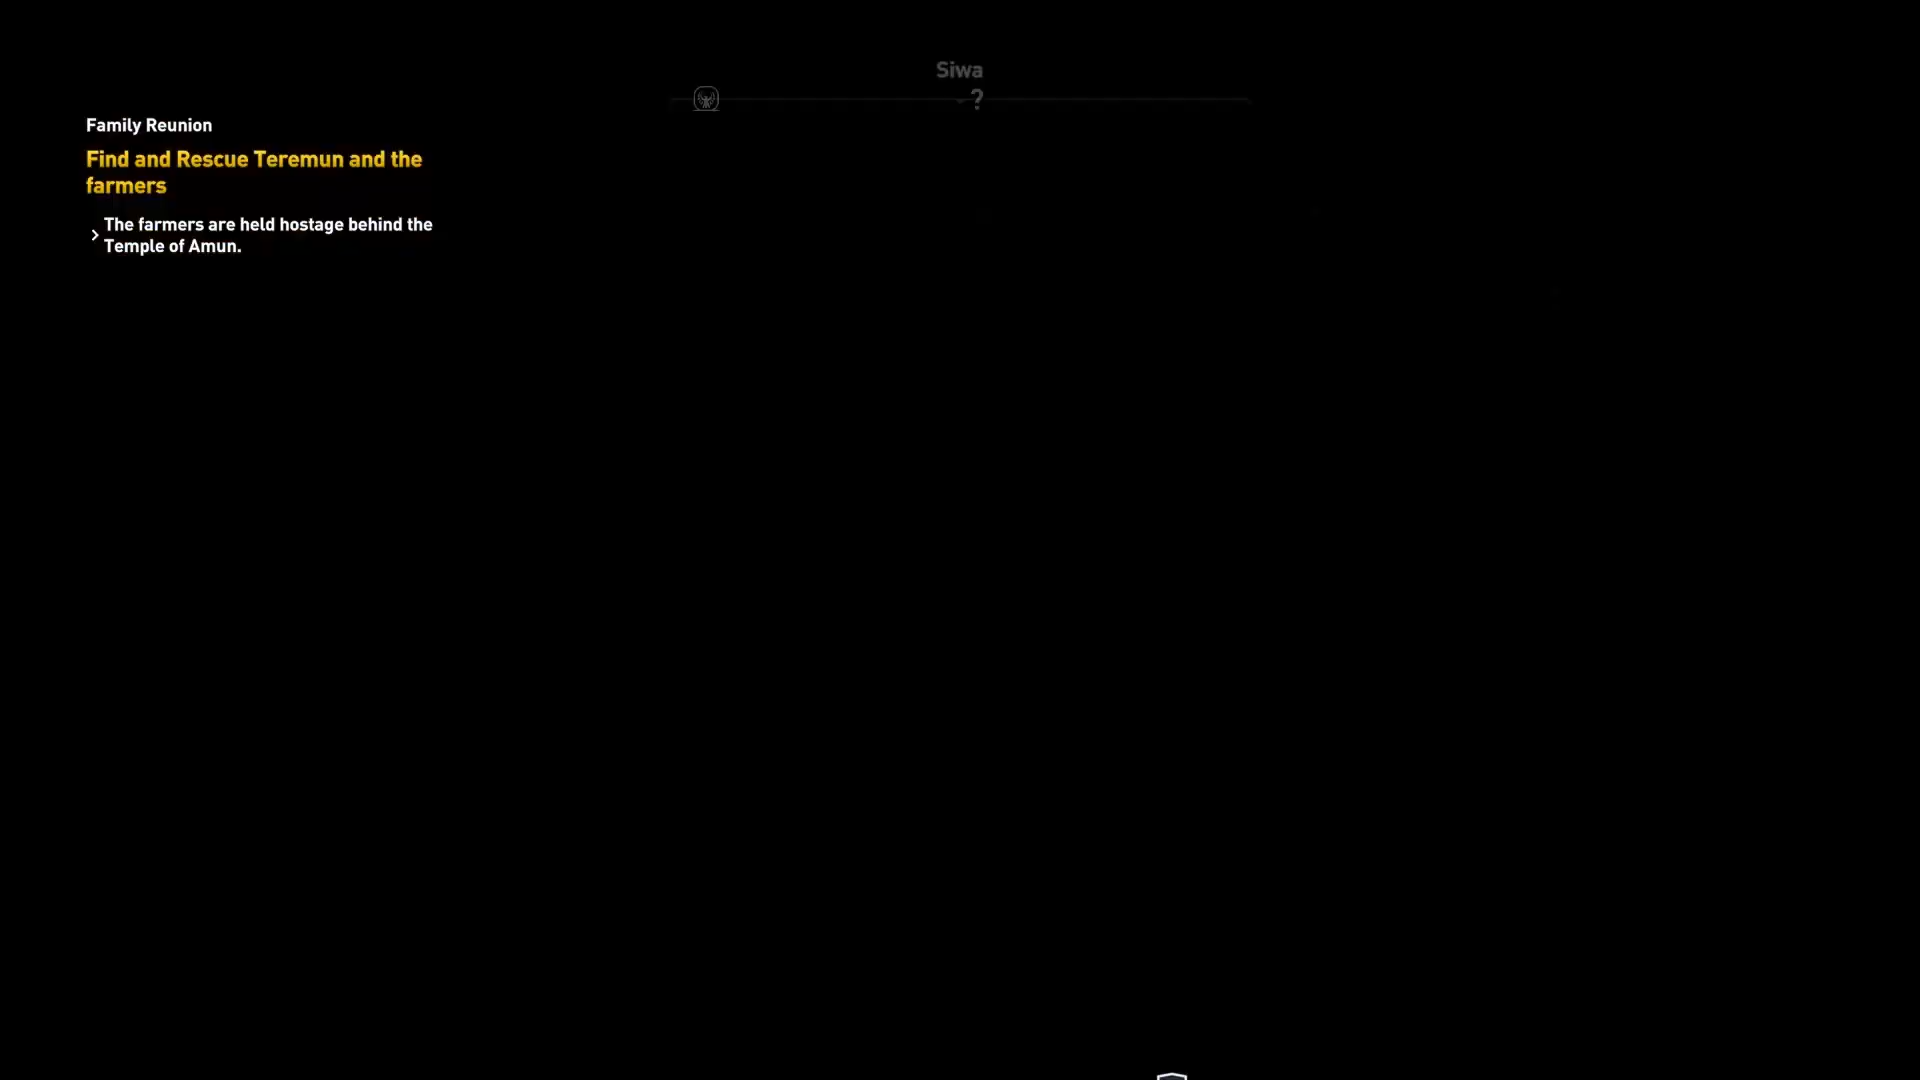 Siwa
?
Family Reunion
Find and Rescue Teremun and the
farmers
The farmers are held hostage behind the
Temple of Amun.